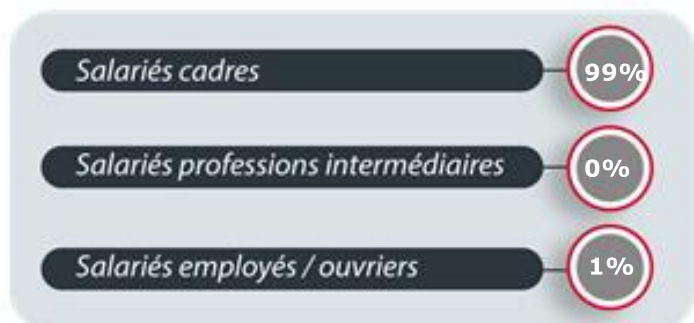 Salariés cadres 99%
Salariés professions intermédiaires 0%
Salariés employés / ouvriers 1%